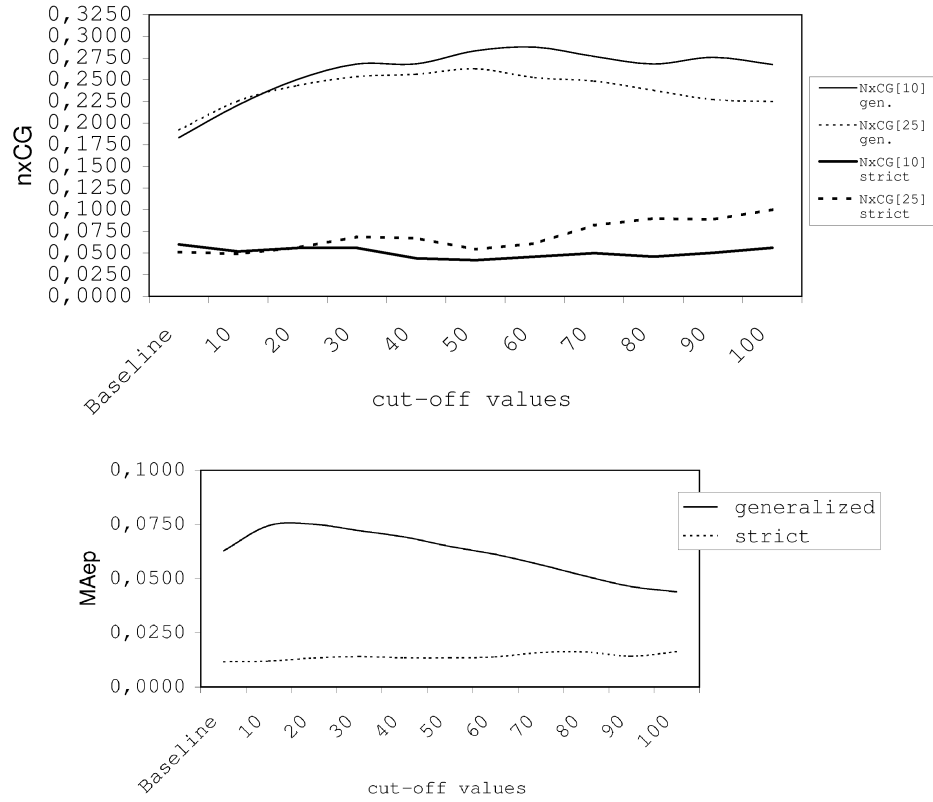 0,3250
0,3000
0,2750
0,2500
0,2250
0,2000
0,1750
0,1500
0,1250
0,1000
0,0750
0,0500
0,0250
0,0000
nxCG
Baseline 10 20 30 40 50 60 70 80 90 100
cut-off values
NxCG[10]
gen.
NxCG[25]
gen.
NxCG[10]
strict
NxCG[25]
strict
0,1000
0,0750
0,0500
0,0250
0,0000
MAep
Baseline 10 20 30 40 50 60 70 80 90 100
cut-off values
generalized
strict